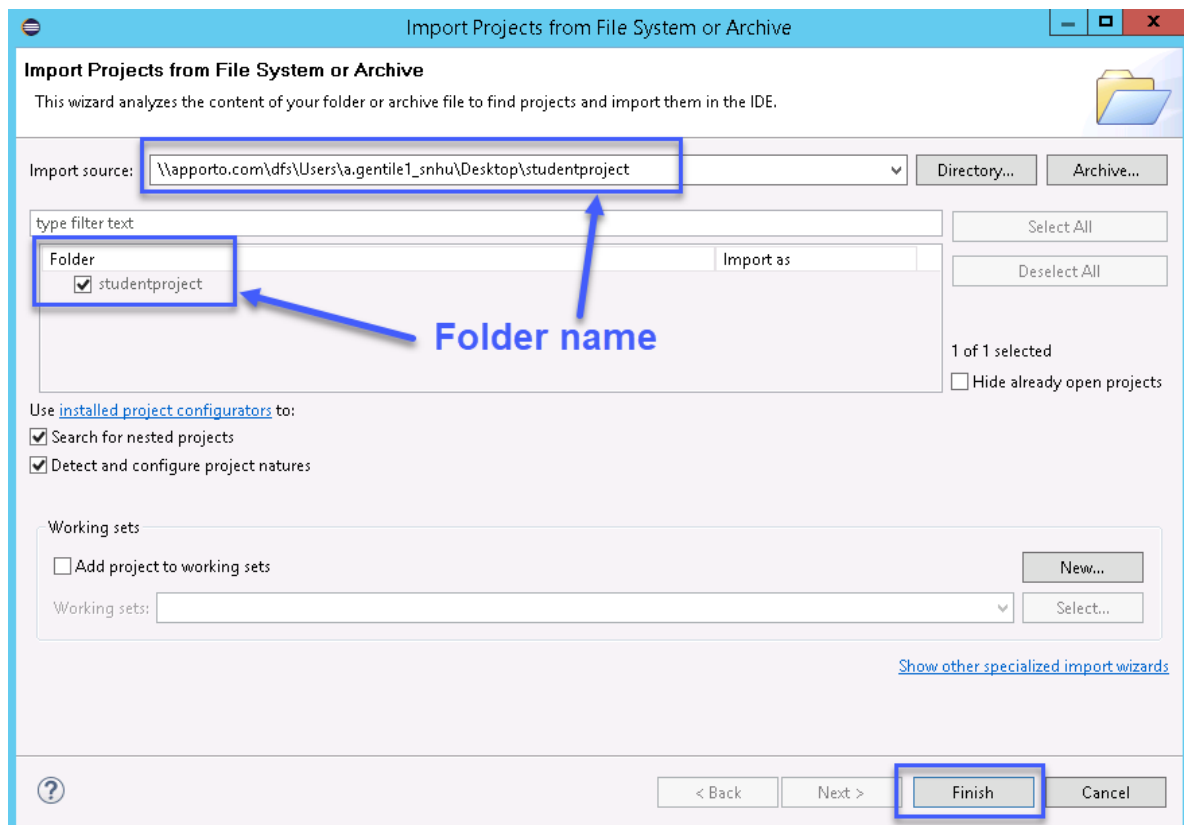 Import Projects from File System or Archive
Import Projects from File System or Archive
This wizard analyzes the content of your folder or archive file to find projects and import them in the IDE.
Import source: \\apporto.com\dfs\Users\a.gentile1_snhu\Desktop\studentproject Directory... Archive...
type filter text Select All
Folder Import as
Deselect All
studentproject
Folder name
1 of 1 selected
Hide already open projects
Use installed project configurators to:
Search for nested projects
Detect and configure project natures
Working sets
Add project to working sets New...
Working sets: Select...
Show other specialized import wizards
? < Back Next > Finish Cancel